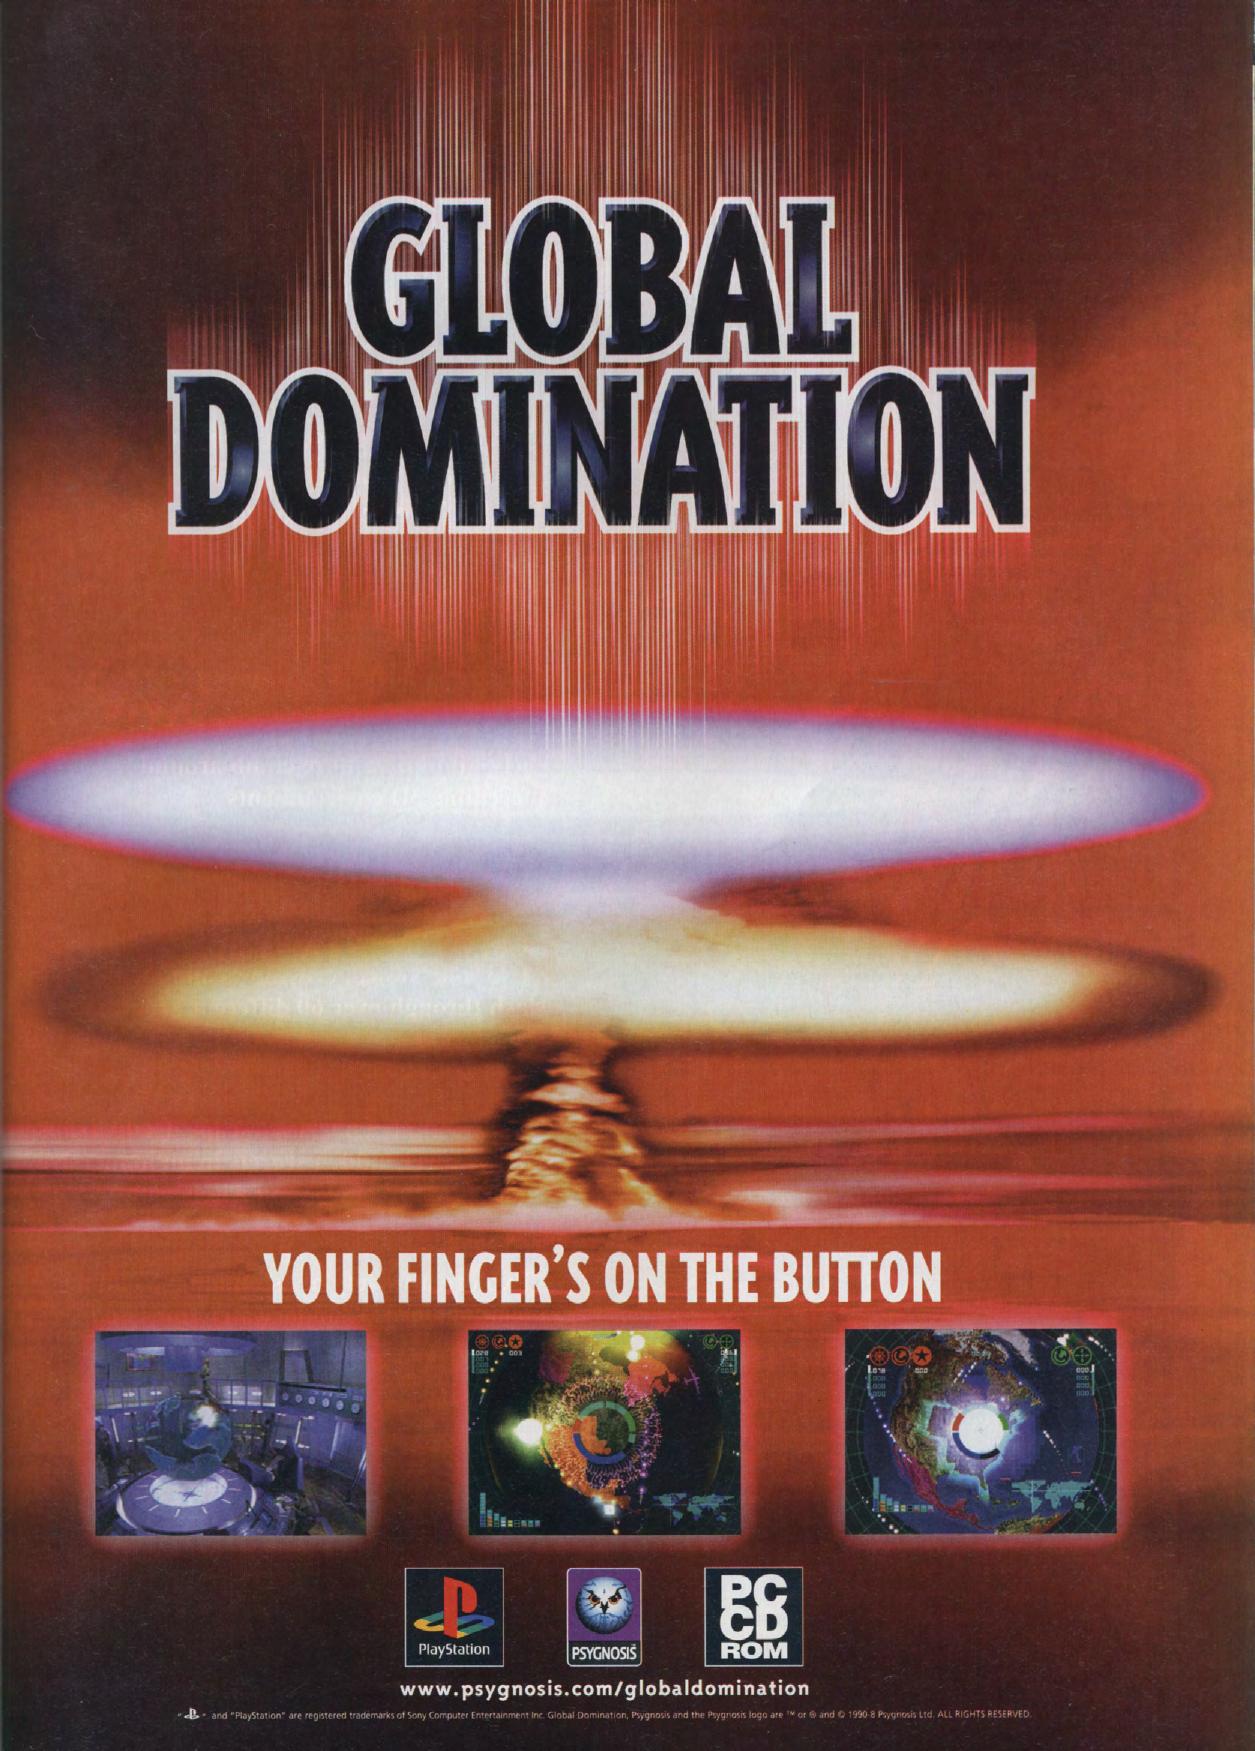 GLOBAL
DOMINATION
YOUR FINGER'S ON THE BUTTON
PlayStation
PSYGNOSIS
PC
CD
ROM
www.psygnosis.com/globaldomination
" " and "PlayStation" are registered trademarks of Sony Computer Entertainment Inc. Global Domination, Psygnosis and the Psygnosis logo are ™ or ® and © 1990-8 Psygnosis Ltd. ALL RIGHTS RESERVED.